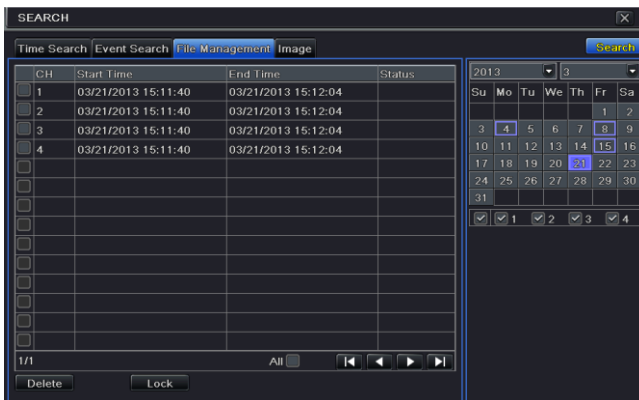 SEARCH
Time Search Event Search File Management Image Search
CH Start Time End Time Status
1 03/21/2013 15:11:40 03/21/2013 15:12:04
2 03/21/2013 15:11:40 03/21/2013 15:12:04
3 03/21/2013 15:11:40 03/21/2013 15:12:04
4 03/21/2013 15:11:40 03/21/2013 15:12:04
1/1 All
Delete Lock
2013 3
Su Mo Tu We Th Fr Sa
1 2
3 4 5 6 7 8 9
10 11 12 13 14 15 16
17 18 19 20 21 22 23
24 25 26 27 28 29 30
31
1 2 3 4